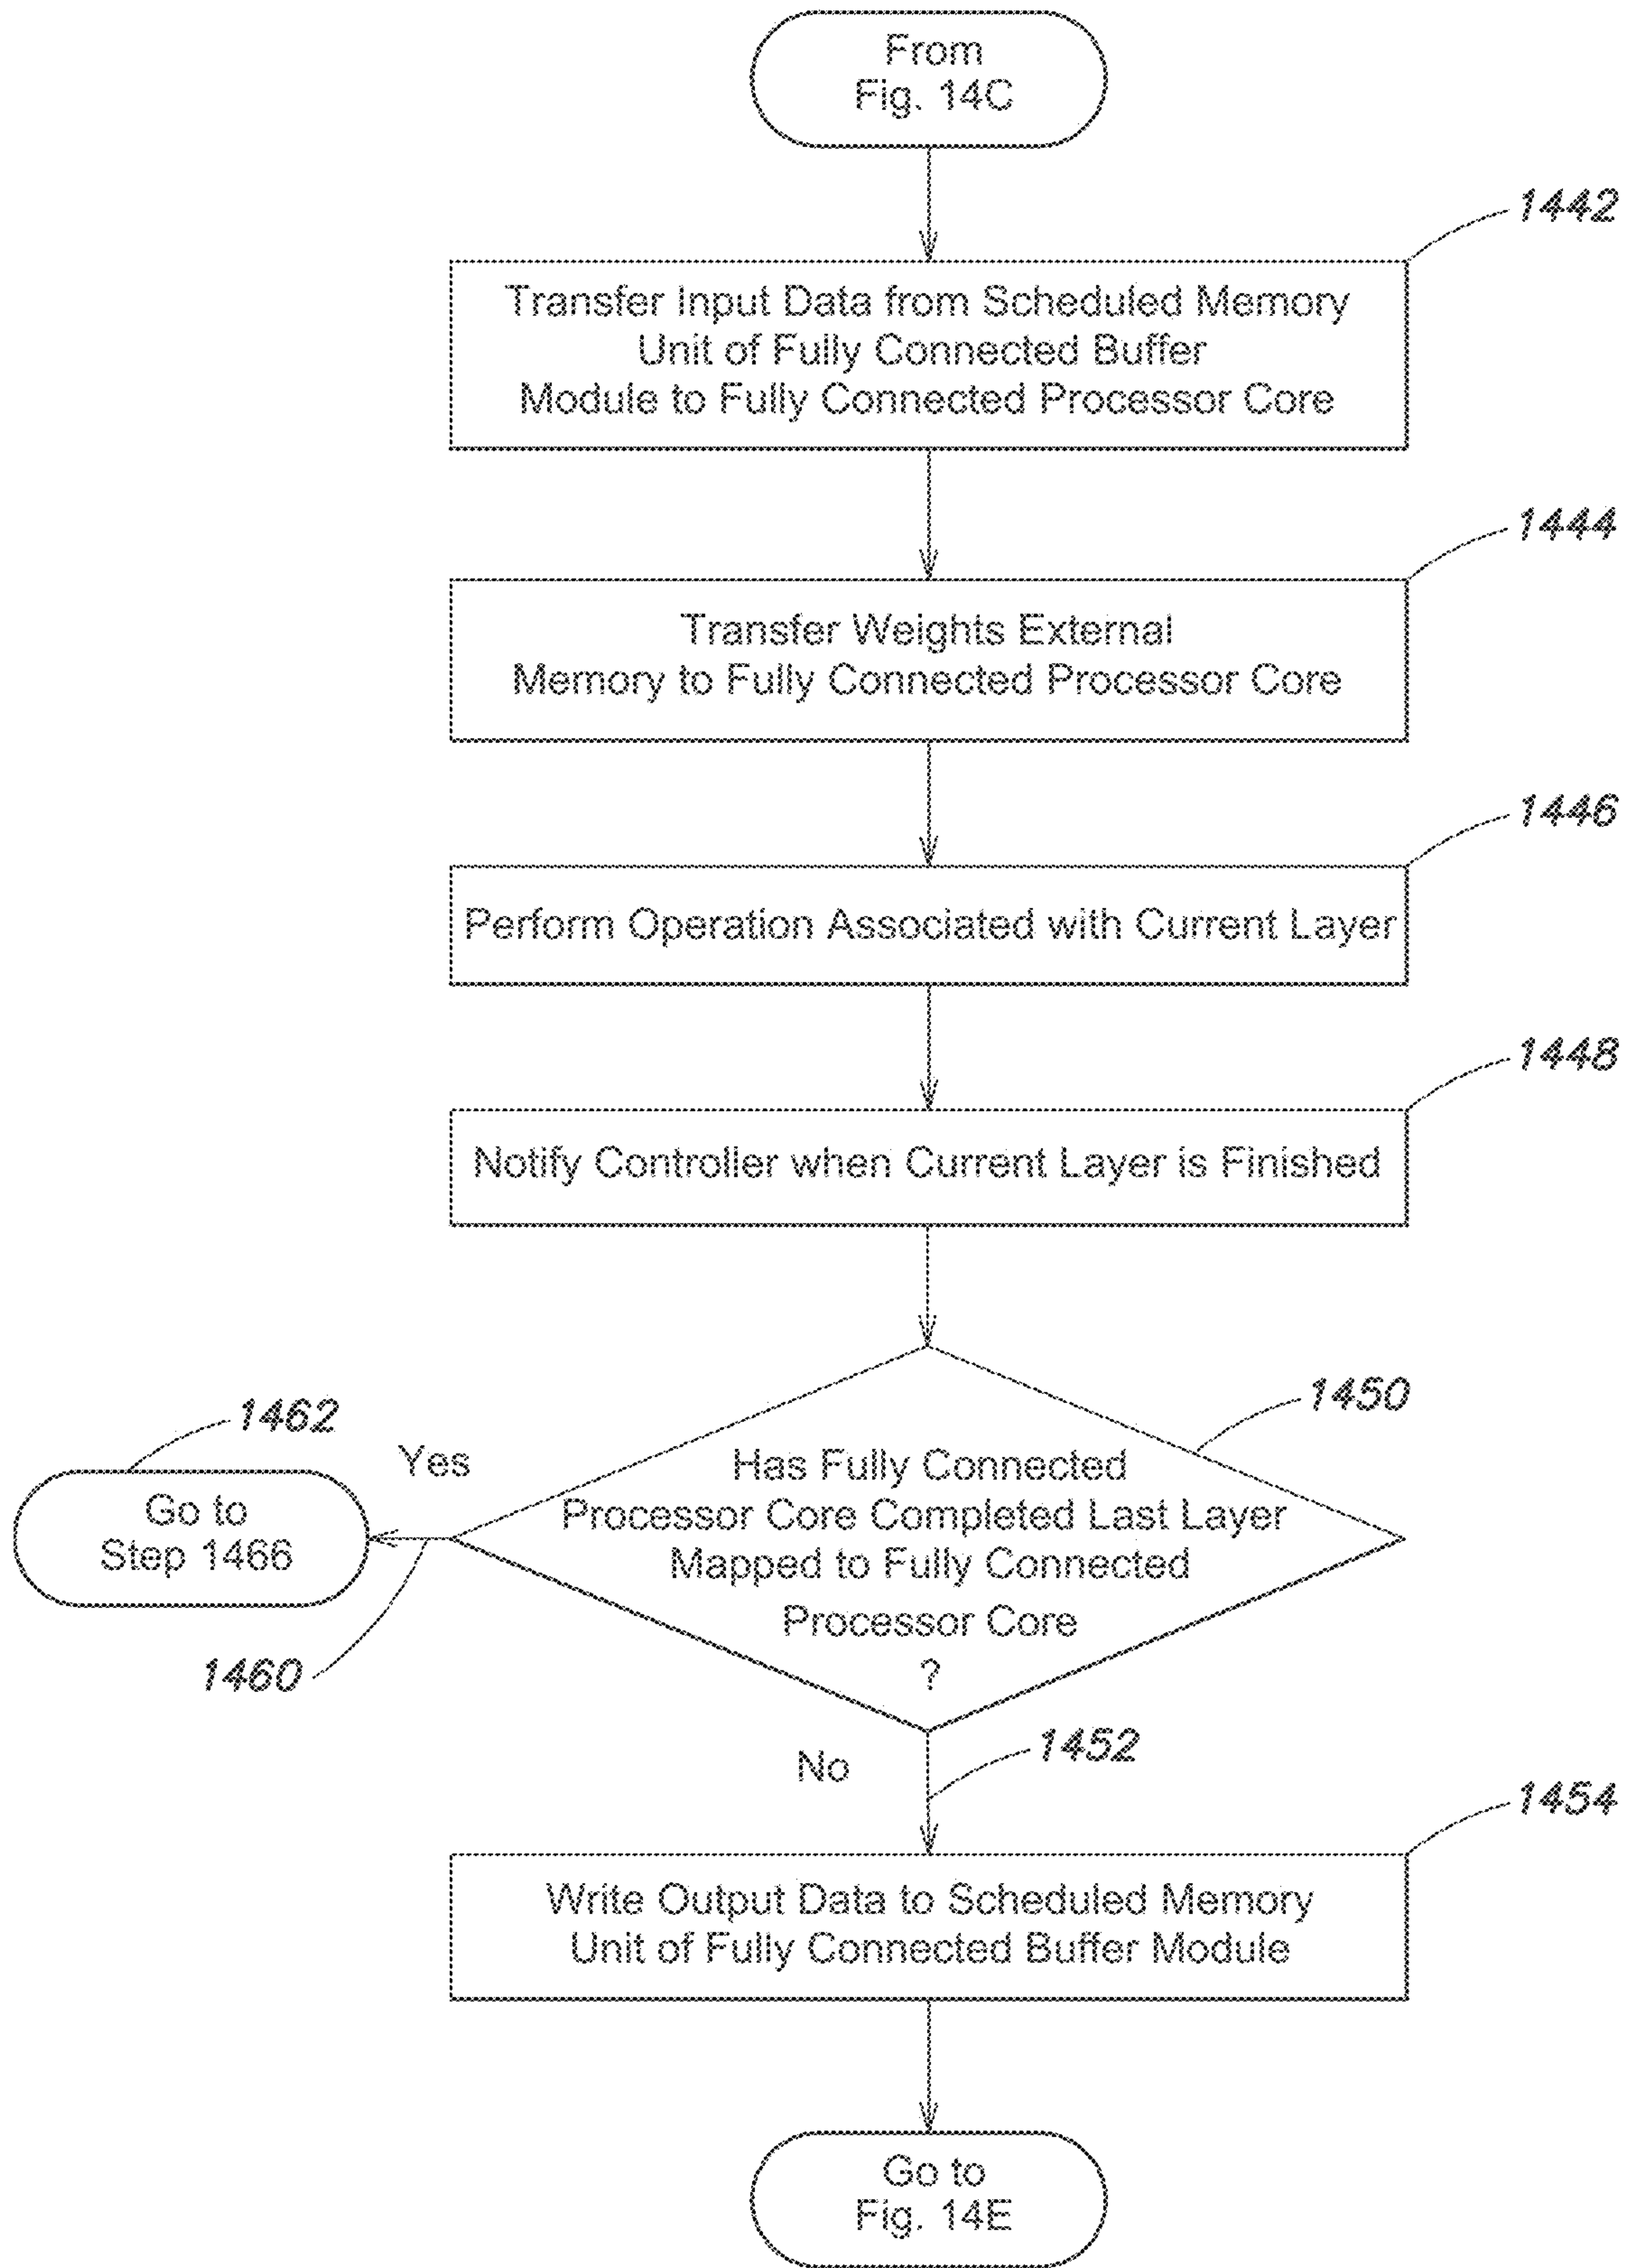 From
Fig. 14C
1442
Transfer Input Data from Scheduled Memory
Unit of Fully Connected Buffer
Module to Fully Connected Processor Core
1444
Transfer Weights External
Memory to Fully Connected Processor Core
1446
Perform Operation Associated with Current Layer
1448
Notify Controller when Current Layer is Finished
1450
Has Fully Connected
Processor Core Completed Last Layer
Mapped to Fully Connected
Processor Core
?
1462
Yes
Go to
Step 1466
1460
No
1452
1454
Write Output Data to Scheduled Memory
Unit of Fully Connected Buffer Module
Go to
Fig. 14E